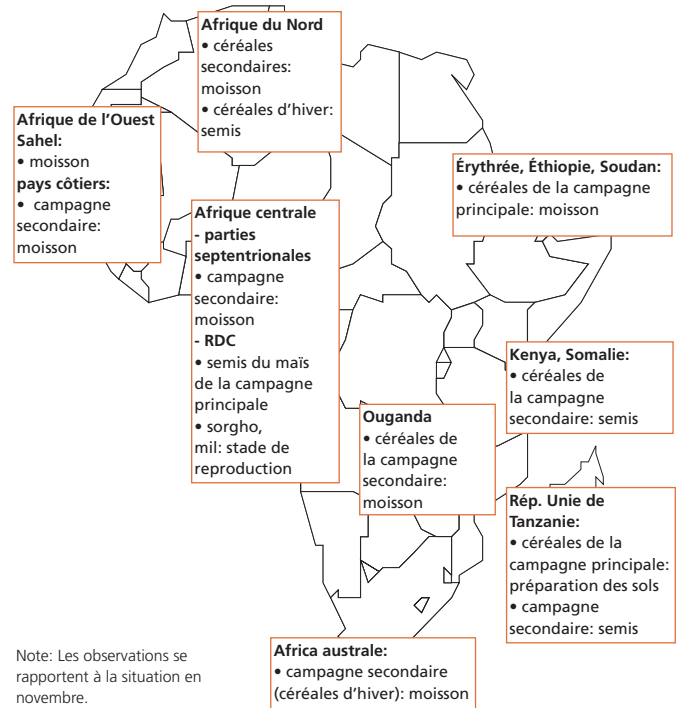 Afrique du Nord
• céréales
secondaires:
moisson
• céréales d'hiver:
semis
Afrique de l'Ouest
Sahel:
• moisson
pays côtiers:
• campagne
secondaire:
moisson
Érythrée, Éthiopie, Soudan:
• céréales de la campagne
principale: moisson
Afrique centrale
- parties
septentrionales
• campagne
secondaire:
moisson
- RDC
• semis du maïs
de la campagne
principale
• sorgho,
mil: stade de
reproduction
Kenya, Somalie:
• céréales de
la campagne
secondaire: semis
Ouganda
• céréales de
la campagne
secondaire:
moisson
Rép. Unie de
Tanzanie:
• céréales de la
campagne principale:
préparation des sols
• campagne
secondaire: semis
Africa australe:
• campagne secondaire
(céréales d'hiver): moisson
Note: Les observations se
rapportent à la situation en
novembre.